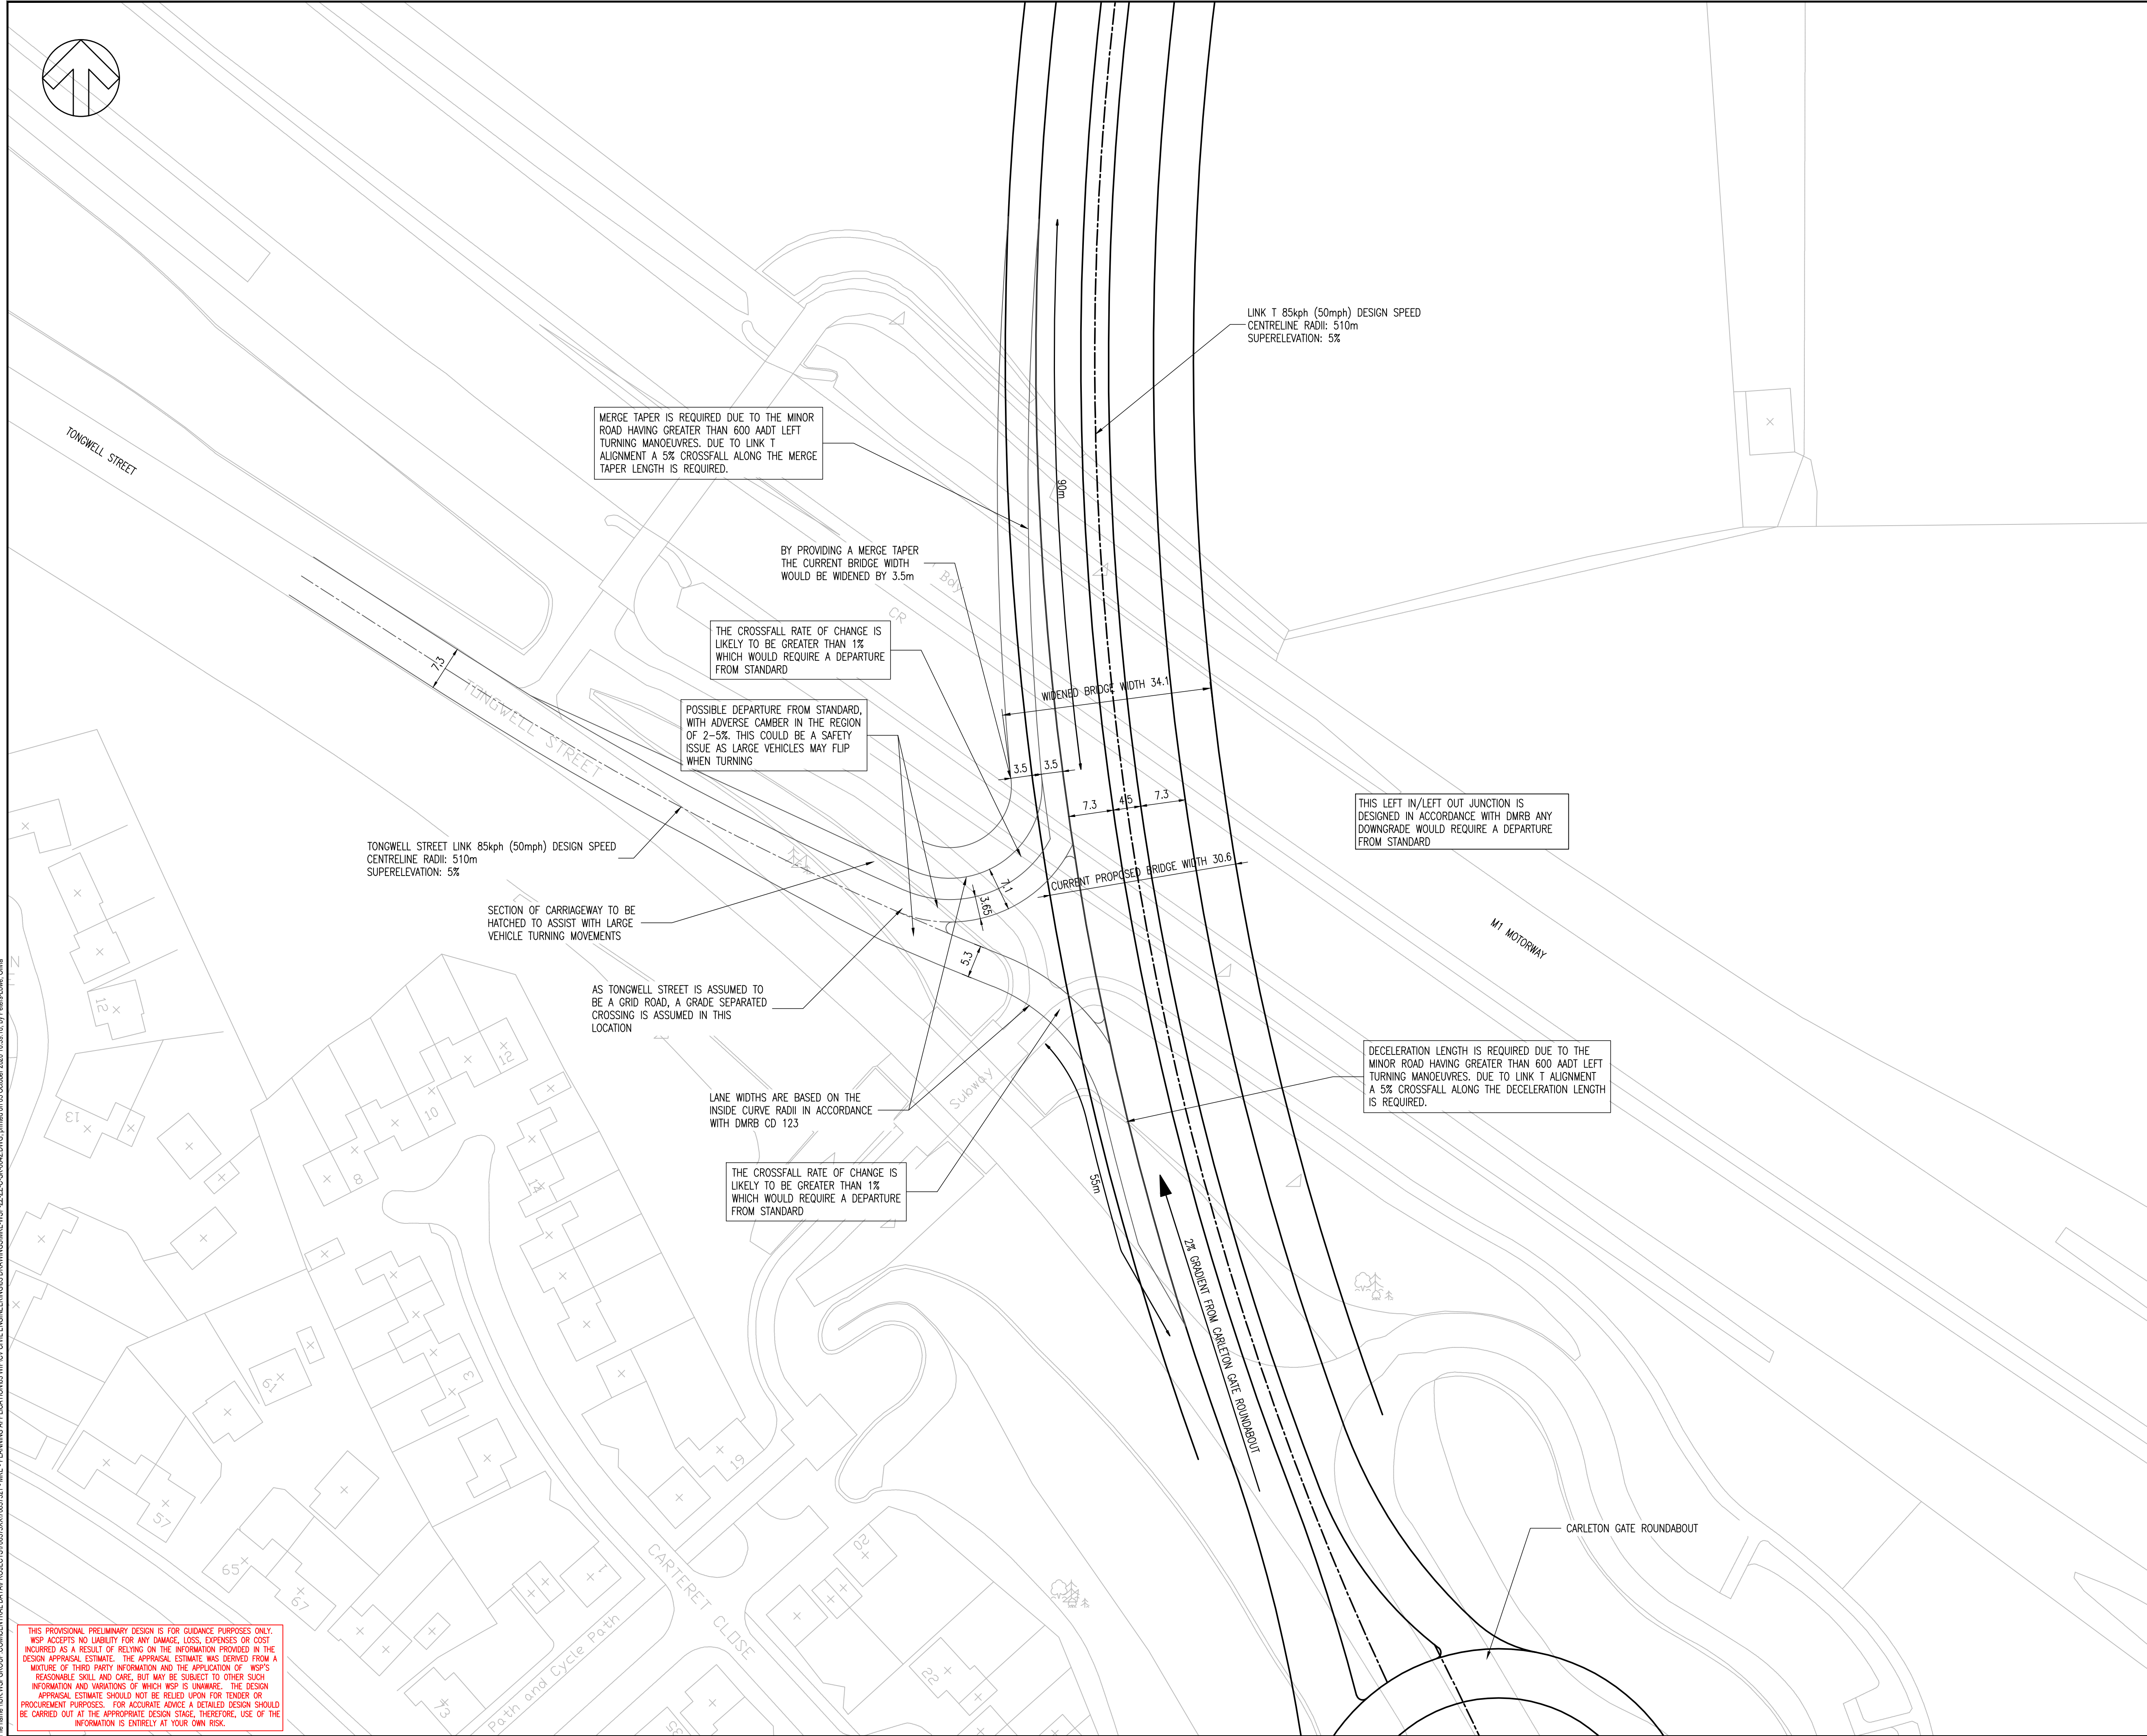 LINK T 85kph (50mph) DESIGN SPEED
CENTRELINE RADII: 510m
SUPERELEVATION: 5%
TONGWELL STREET
MERGE TAPER IS REQUIRED DUE TO THE MINOR
ROAD HAVING GREATER THAN 600 AADT LEFT
TURNING MANOEUVRES. DUE TO LINK T
ALIGNMENT A 5% CROSSFALL ALONG THE MERGE
TAPER LENGTH IS REQUIRED.
90m
BY PROVIDING A MERGE TAPER
THE CURRENT BRIDGE WIDTH
WOULD BE WIDENED BY 3.5m
Bdy
CR
THE CROSSFALL RATE OF CHANGE IS
LIKELY TO BE GREATER THAN 1%
WHICH WOULD REQUIRE A DEPARTURE
FROM STANDARD
7.3
TONGWELL STREET
WIDENED BRIDGE WIDTH 34.1
POSSIBLE DEPARTURE FROM STANDARD,
WITH ADVERSE CAMBER IN THE REGION
OF 2-5%. THIS COULD BE A SAFETY
ISSUE AS LARGE VEHICLES MAY FLIP
WHEN TURNING
3.5
3.5
7.3
4.5
7.3
THIS LEFT IN/LEFT OUT JUNCTION IS
DESIGNED IN ACCORDANCE WITH DMRB ANY
DOWNGRADE WOULD REQUIRE A DEPARTURE
FROM STANDARD
TONGWELL STREET LINK 85kph (50mph) DESIGN SPEED
CENTRELINE RADII: 510m
SUPERELEVATION: 5%
CURRENT PROPOSED BRIDGE WIDTH 30.6
7.1
3.65
SECTION OF CARRIAGEWAY TO BE
HATCHED TO ASSIST WITH LARGE
VEHICLE TURNING MOVEMENTS
M1 MOTORWAY
5.3
AS TONGWELL STREET IS ASSUMED TO
BE A GRID ROAD, A GRADE SEPARATED
CROSSING IS ASSUMED IN THIS
LOCATION
DECELERATION LENGTH IS REQUIRED DUE TO THE
MINOR ROAD HAVING GREATER THAN 600 AADT LEFT
TURNING MANOEUVRES. DUE TO LINK T ALIGNMENT
A 5% CROSSFALL ALONG THE DECELERATION LENGTH
IS REQUIRED.
LANE WIDTHS ARE BASED ON THE
INSIDE CURVE RADII IN ACCORDANCE
WITH DMRB CD 123
Subway
THE CROSSFALL RATE OF CHANGE IS
LIKELY TO BE GREATER THAN 1%
WHICH WOULD REQUIRE A DEPARTURE
FROM STANDARD
55m
2% GRADIENT FROM CARLETON GATE ROUNDABOUT
12
13
12
10
8
14
3
61
19
57
65
67
1
20
CARTERET CLOSE
22
73
35
Path and Cycle Path
CARLETON GATE ROUNDABOUT
THIS PROVISIONAL PRELIMINARY DESIGN IS FOR GUIDANCE PURPOSES ONLY.
WSP ACCEPTS NO LIABILITY FOR ANY DAMAGE, LOSS, EXPENSES OR COST
INCURRED AS A RESULT OF RELYING ON THE INFORMATION PROVIDED IN THE
DESIGN APPRAISAL ESTIMATE. THE APPRAISAL ESTIMATE WAS DERIVED FROM A
MIXTURE OF THIRD PARTY INFORMATION AND THE APPLICATION OF WSP'S
REASONABLE SKILL AND CARE, BUT MAY BE SUBJECT TO OTHER SUCH
INFORMATION AND VARIATIONS OF WHICH WSP IS UNAWARE. THE DESIGN
APPRAISAL ESTIMATE SHOULD NOT BE RELIED UPON FOR TENDER OR
PROCUREMENT PURPOSES. FOR ACCURATE ADVICE A DETAILED DESIGN SHOULD
BE CARRIED OUT AT THE APPROPRIATE DESIGN STAGE, THEREFORE, USE OF THE
INFORMATION IS ENTIRELY AT YOUR OWN RISK.